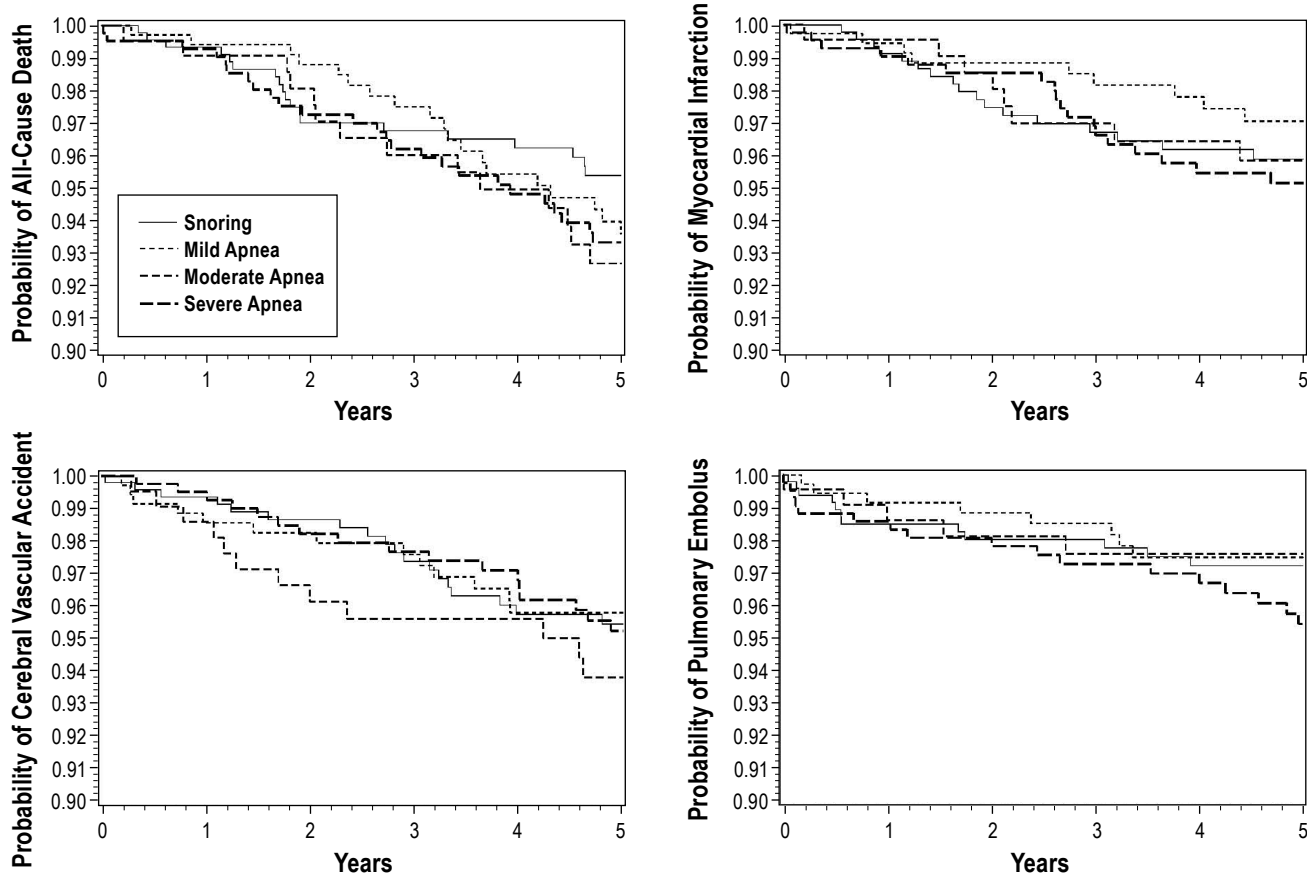 Probability of All-Cause Death
1.00
0.99
0.98
0.97
0.96
0.95
0.94
0.93
0.92
0.91
0.90
Snoring
Mild Apnea
Moderate Apnea
Severe Apnea
0 1 2 3 4 5
Years
Probability of Myocardial Infarction
1.00
0.99
0.98
0.97
0.96
0.95
0.94
0.93
0.92
0.91
0.90
0 1 2 3 4 5
Years
Probability of Cerebral Vascular Accident
1.00
0.99
0.98
0.97
0.96
0.95
0.94
0.93
0.92
0.91
0.90
0 1 2 3 4 5
Years
Probability of Pulmonary Embolus
1.00
0.99
0.98
0.97
0.96
0.95
0.94
0.93
0.92
0.91
0.90
0 1 2 3 4 5
Years